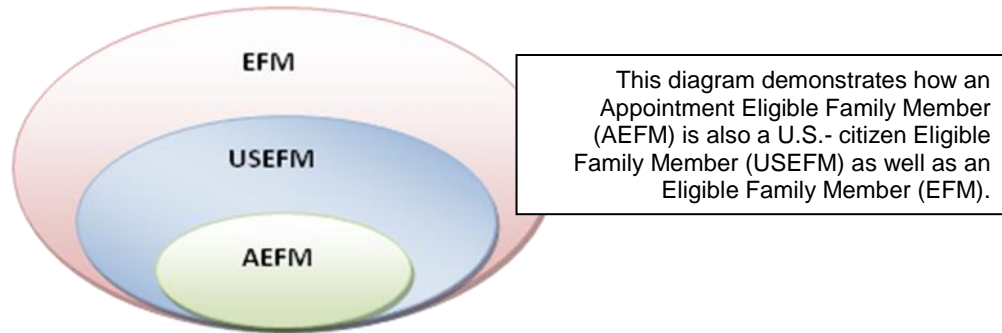 EFM
USEFM
AEFM
This diagram demonstrates how an
Appointment Eligible Family Member
(AEFM) is also a U.S.- citizen Eligible
Family Member (USEFM) as well as an
Eligible Family Member (EFM).